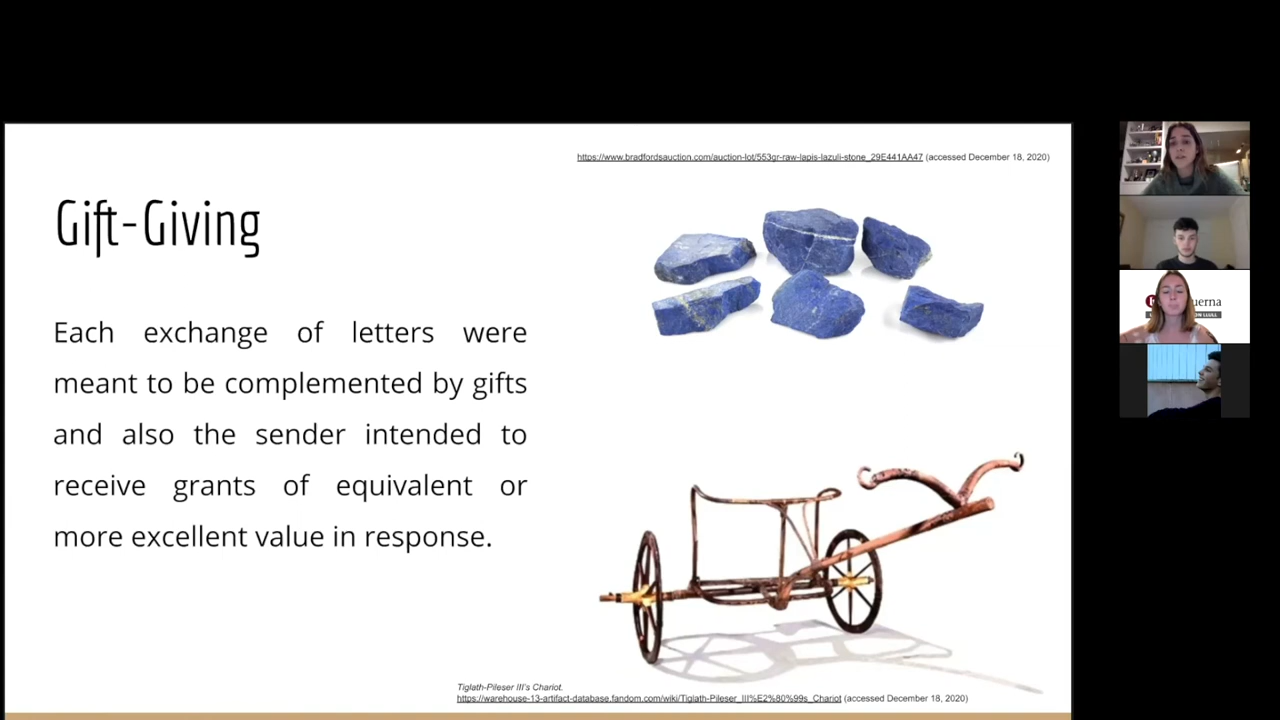 https://www.bradfordsauction.com/auction-lot/553gr-raw-lapis-lazuli-stone_29E441AA47 (accessed December 18, 2020)
Gift-Giving
Each exchange of letters were
meant to be complemented by gifts
and also the sender intended to
receive grants of equivalent or
more excellent value in response.
Tiglath-Pileser III's Chariot.
https://warehouse-13-artifact-database.fandom.com/wiki/Tiglath-Pileser_III%E2%80%99s_Chariot (accessed December 18, 2020)